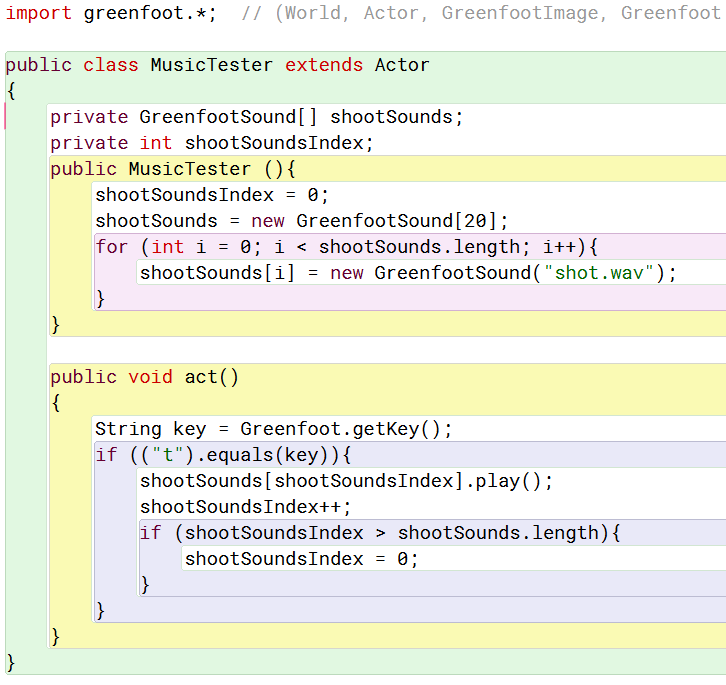 import greenfoot.*;  // (World, Actor, GreenfootImage, Greenfoot
public class MusicTester extends Actor
{
    private GreenfootSound[] shootSounds;
    private int shootSoundsIndex;
    public MusicTester (){
        shootSoundsIndex = 0;
        shootSounds = new GreenfootSound[20];
        for (int i = 0; i < shootSounds.length; i++){
            shootSounds[i] = new GreenfootSound("shot.wav");
        }
    }
    public void act()
    {
        String key = Greenfoot.getKey();
        if (("t").equals(key)){
            shootSounds[shootSoundsIndex].play();
            shootSoundsIndex++;
            if (shootSoundsIndex > shootSounds.length){
                shootSoundsIndex = 0;
            }
        }
    }
}